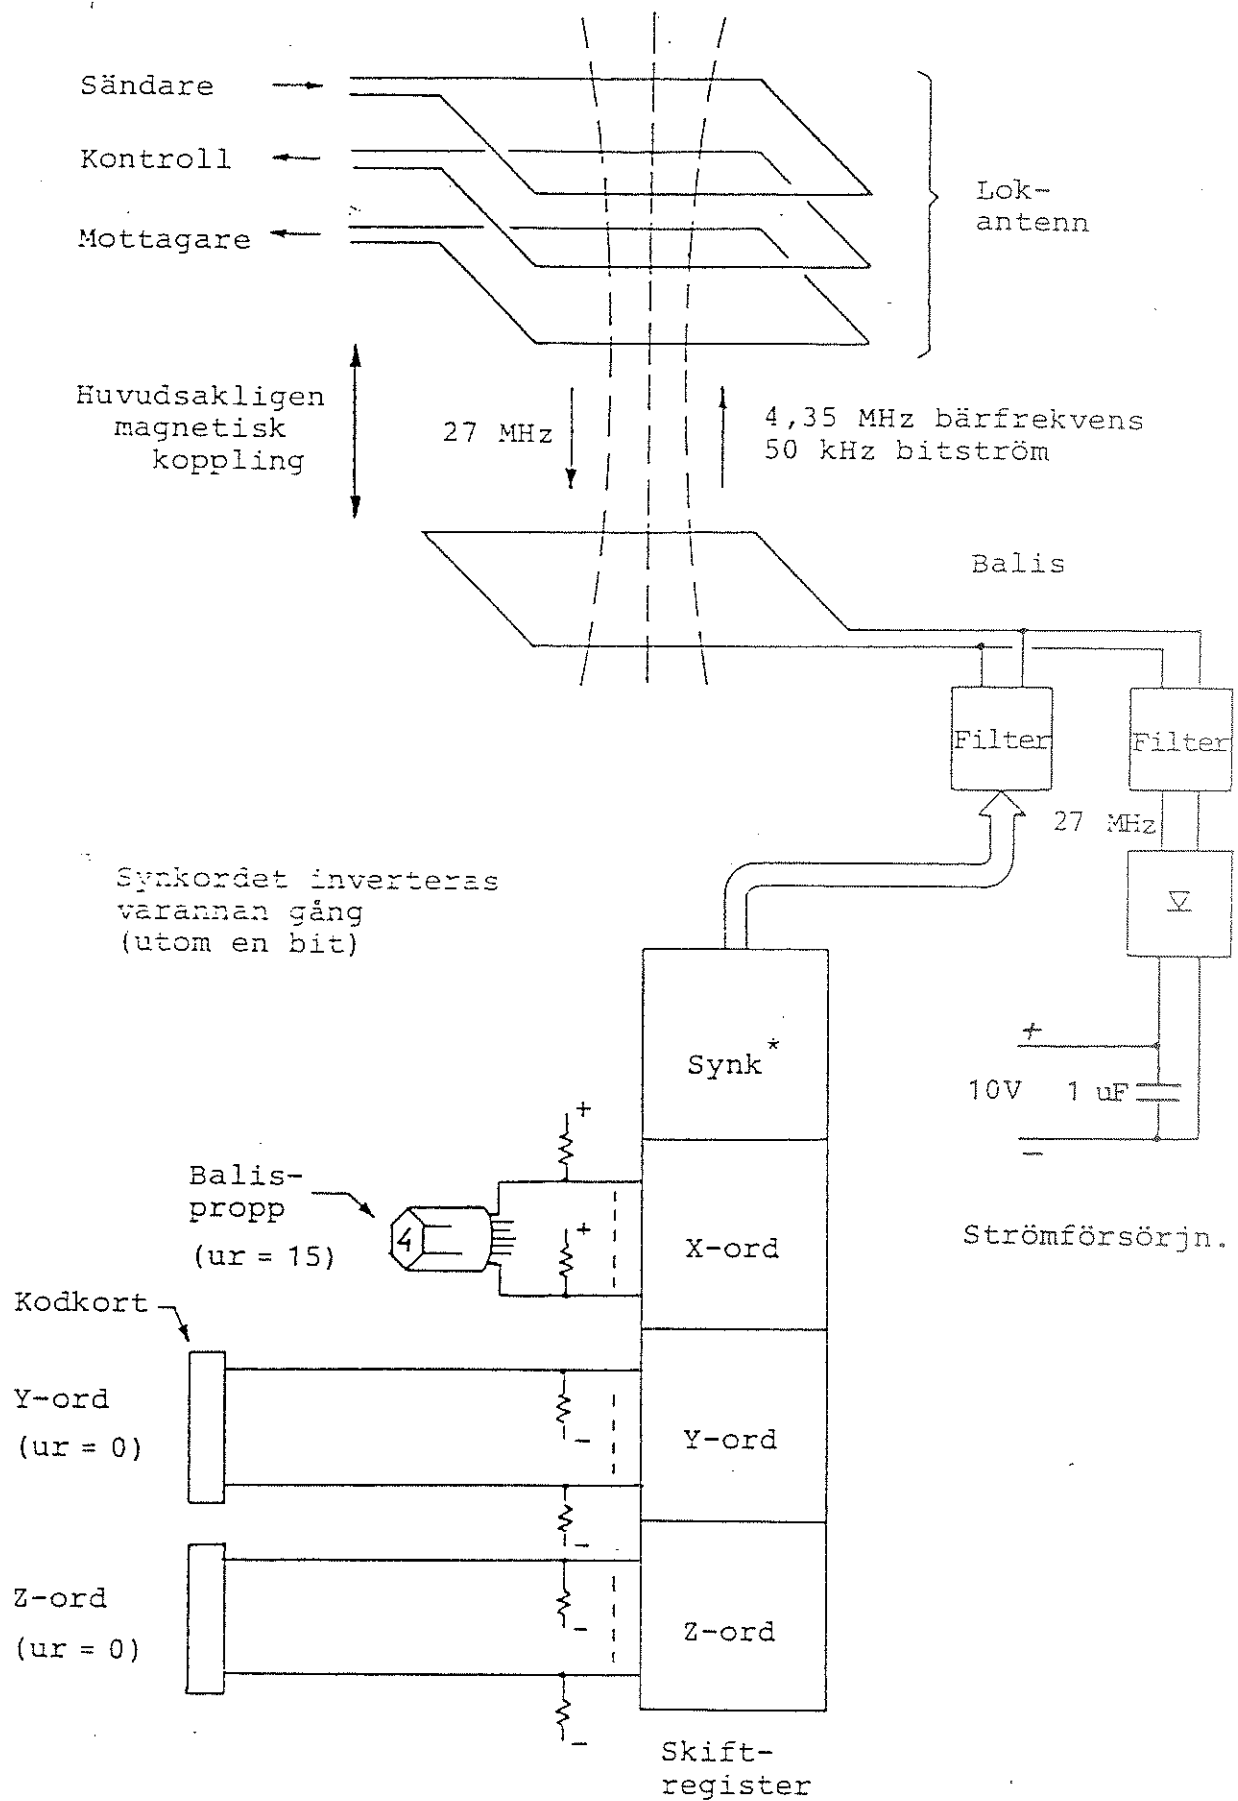 Sändare
Kontroll
Mottagare
Lok-
antenn
Huvudsakligen
magnetisk
koppling
27 MHz
4,35 MHz bärfrekvens
50 kHz bitström
Balis
Filter
Filter
27 MHz
Synkordet inverteras
varannan gång
(utom en bit)
Synk*
+
10V 1 uF
-
Strömförsörjn.
Balis-
propp
(ur = 15)
4
+
+
X-ord
Kodkort
Y-ord
(ur = 0)
-
-
Y-ord
Z-ord
(ur = 0)
-
-
Z-ord
Skift-
register